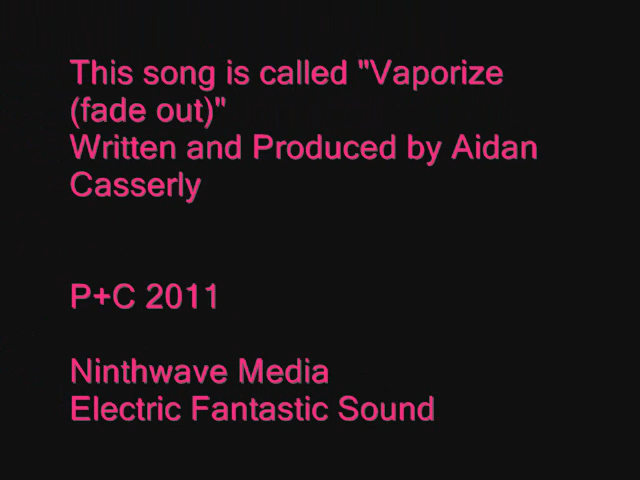 This song is called "Vaporize
(fade out)"
Written and Produced by Aidan
Casserly
P+C 2011
Ninthwave Media
Electric Fantastic Sound